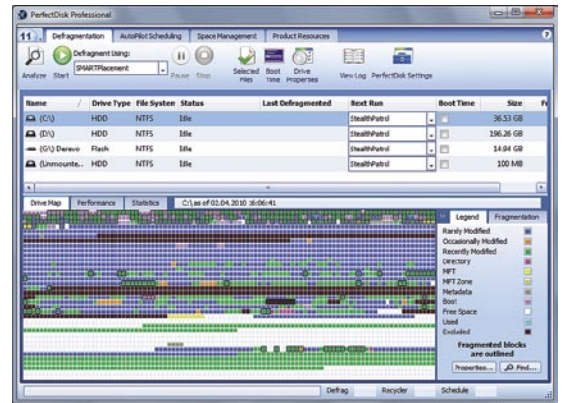 PerfectDisk Professional
11 Defragmentation AutoPilot Scheduling Space Management Product Resources
Defragment Using:
SMARTPlacement
Analyze Start Pause Stop Selected Files Boot Time Drive Properties View Log PerfectDisk Settings
Name Drive Type File System Status Last Defragmented Next Run Boot Time Size
(C:\) HDD NTFS Idle StealthPatrol 36.53 GB
(D:\) HDD NTFS Idle StealthPatrol 196.26 GB
(G:\) Daravo Flash NTFS Idle StealthPatrol 14.94 GB
(Unmounte... HDD NTFS Idle StealthPatrol 100 MB
Drive Map Performance Statistics C:\ as of 02.04.2010 16:06:41
Legend Fragmentation
Rarely Modified
Occasionally Modified
Recently Modified
Directory
MFT
MFT Zone
Metadata
Boot
Free Space
Used
Excluded
Fragmented blocks
are outlined
Properties... Find...
Defrag Recycler Schedule